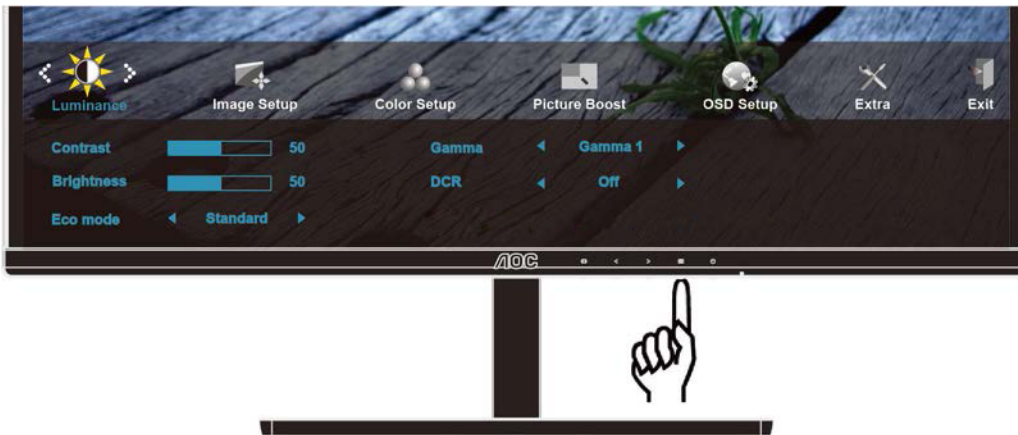 Luminance
Image Setup
Color Setup
Picture Boost
OSD Setup
Extra
Exit
Contrast 50 Gamma Gamma 1
Brightness 50 DCR Off
Eco mode Standard
AOC